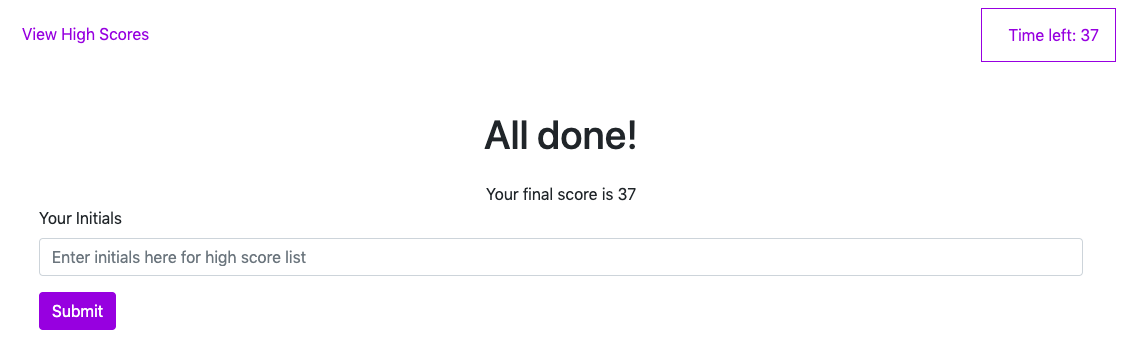 View High Scores
Time left: 37
All done!
Your final score is 37
Your Initials
Enter initials here for high score list
Submit